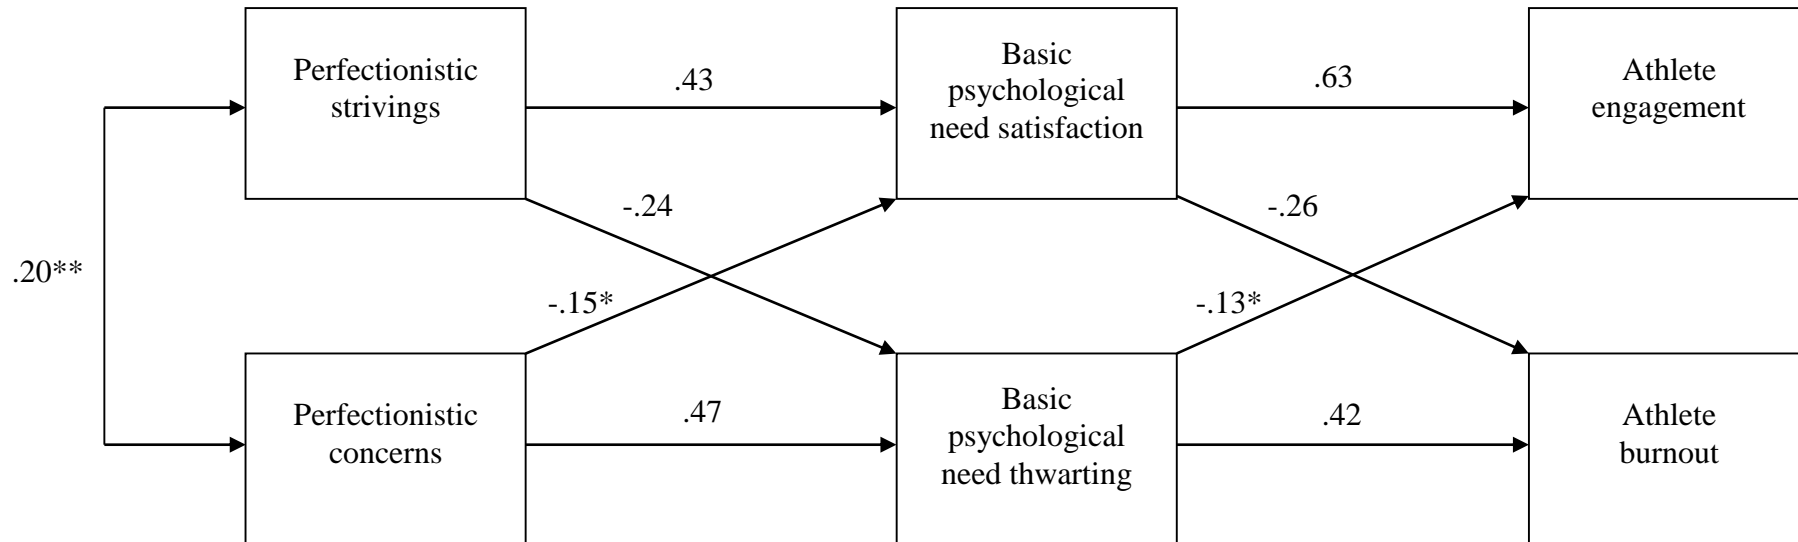 Perfectionistic
strivings
.43
Basic
psychological
need satisfaction
.63
Athlete
engagement
-.24
-.26
.20**
-.15*
-.13*
Perfectionistic
concerns
.47
Basic
psychological
need thwarting
.42
Athlete
burnout